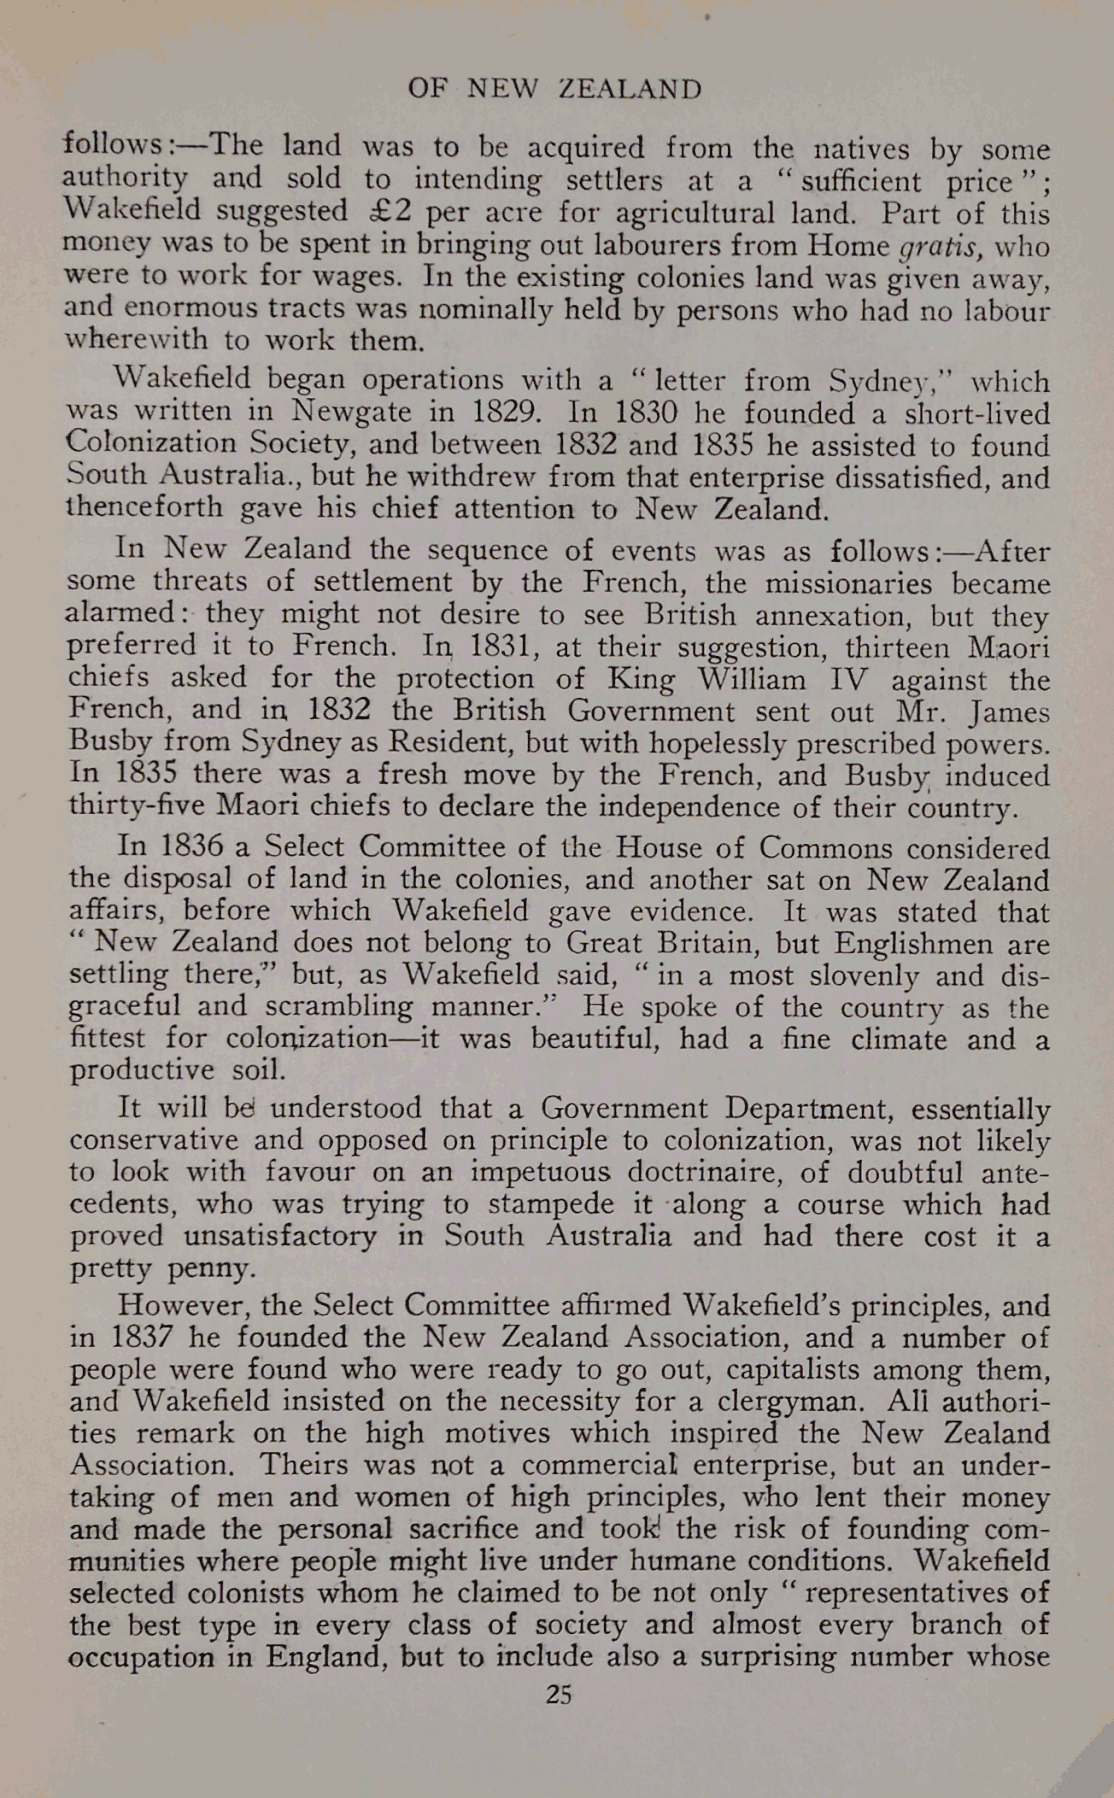 OF NEW ZEALAND
follows:—The land was to be acquired from the natives by some
authority and sold to intending settlers at a “ sufficient price ” ;
Wakefield suggested £2 per acre for agricultural land. Part of this
money was to be spent in bringing out labourers from Home gratis, who
were to work for wages. In the existing colonies land was given away,
and enormous tracts was nominally held by persons who had no labour
wherewith to work them.
Wakefield began operations with a “ letter from Sydney,” which
was written in Newgate in 1829. In 1830 he founded a short-lived
Colonization Society, and between 1832 and 1835 he assisted to found
South Australia., but he withdrew from that enterprise dissatisfied, and
thenceforth gave his chief attention to New Zealand.
In New Zealand the sequence of events was as follows:—After
some threats of settlement by the French, the missionaries became
alarmed: they might not desire to see British annexation, but they
preferred it to French. In 1831, at their suggestion, thirteen Maori
chiefs asked for the protection of King William IV against the
French, and in 1832 the British Government sent out Mr. James
Busby from Sydney as Resident, but with hopelessly prescribed powers.
In 1835 there was a fresh move by the French, and Busby induced
thirty-five Maori chiefs to declare the independence of their country.
In 1836 a Select Committee of the House of Commons considered
the disposal of land in the colonies, and another sat on New Zealand
affairs, before which Wakefield gave evidence. It was stated that
“ New Zealand does not belong to Great Britain, but Englishmen are
settling there,” but, as Wakefield said, “ in a most slovenly and dis-
graceful and scrambling manner.” He spoke of the country as the
fittest for colonization—it was beautiful, had a fine climate and a
productive soil.
It will be understood that a Government Department, essentially
conservative and opposed on principle to colonization, was not likely
to look with favour on an impetuous doctrinaire, of doubtful ante-
cedents, who was trying to stampede it along a course which had
proved unsatisfactory in South Australia and had there cost it a
pretty penny.
However, the Select Committee affirmed Wakefield’s principles, and
in 1837 he founded the New Zealand Association, and a number of
people were found who were ready to go out, capitalists among them,
and Wakefield insisted on the necessity for a clergyman. All authori-
ties remark on the high motives which inspired the New Zealand
Association. Theirs was not a commercial enterprise, but an under-
taking of men and women of high principles, who lent their money
and made the personal sacrifice and took the risk of founding com-
munities where people might live under humane conditions. Wakefield
selected colonists whom he claimed to be not only “ representatives of
the best type in every class of society and almost every branch of
occupation in England, but to include also a surprising number whose
25